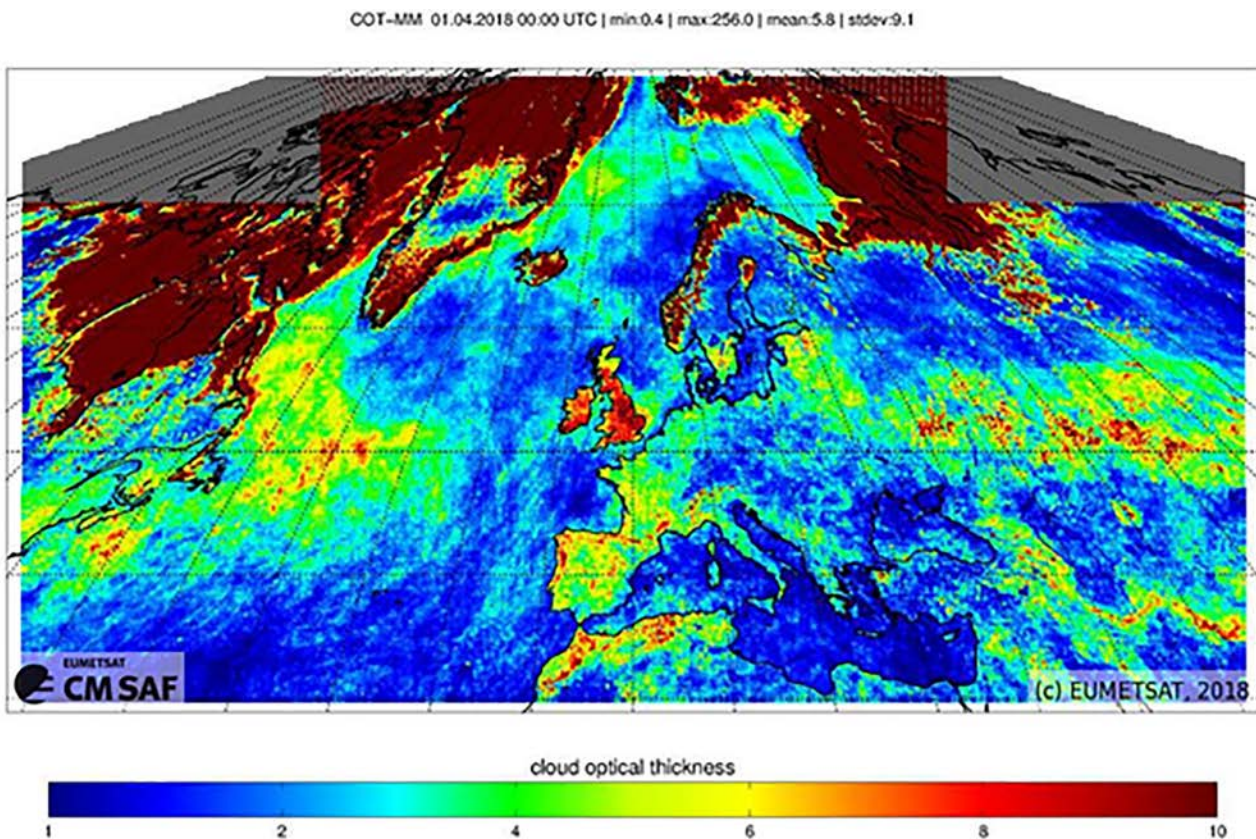 COT-MM 01.04.2018 00:00 UTC | min:0.4 | max:256.0 | mean:5.8 | stdev:9.1
EUMETSAT
CM SAF
(c) EUMETSAT, 2018
cloud optical thickness
1 2 4 6 8 10